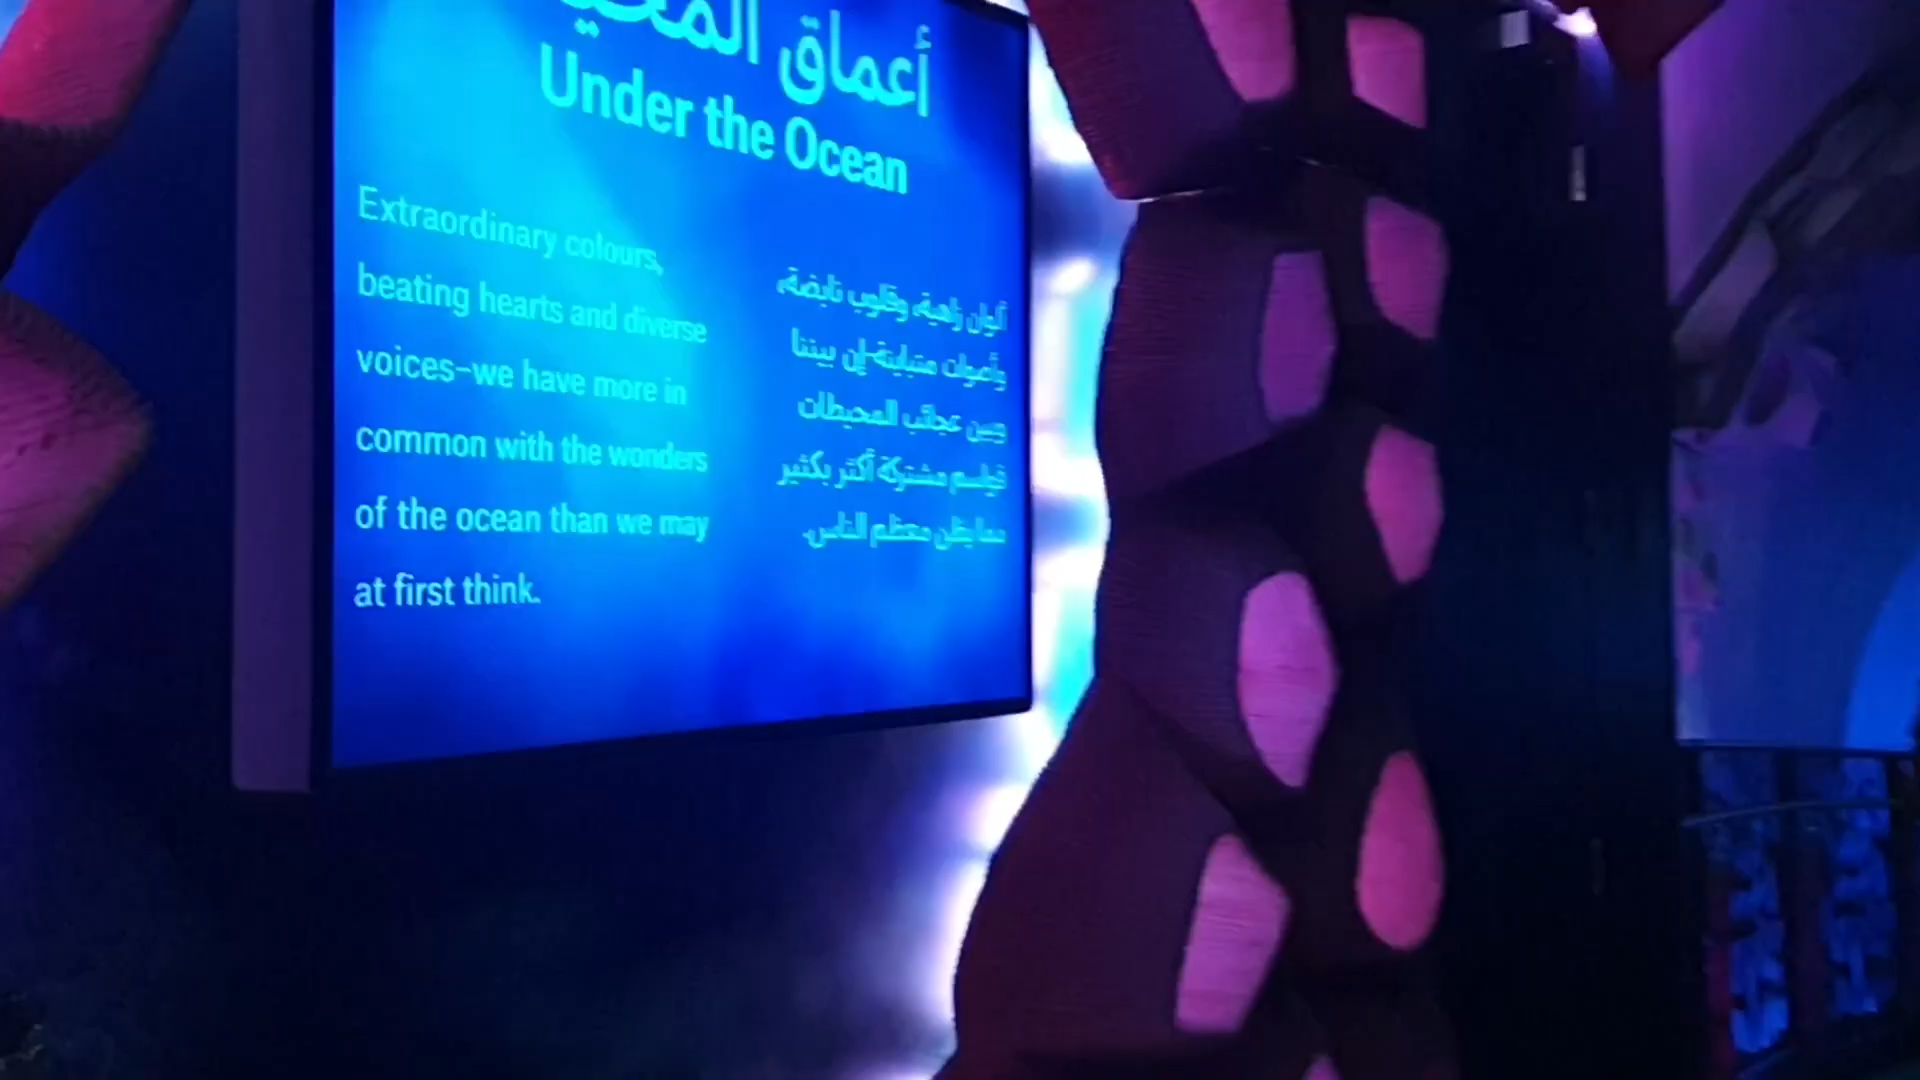 أعماق المحيط
Under the Ocean
Extraordinary colours,
beating hearts and diverse
voices–we have more in
common with the wonders
of the ocean than we may
at first think.
ألوان زاهية، وقلوب نابضة،
وأصوات متباينة–إن بيننا
وبين عجائب المحيطات
قواسم مشتركة أكثر بكثير
مما يظن معظم الناس.